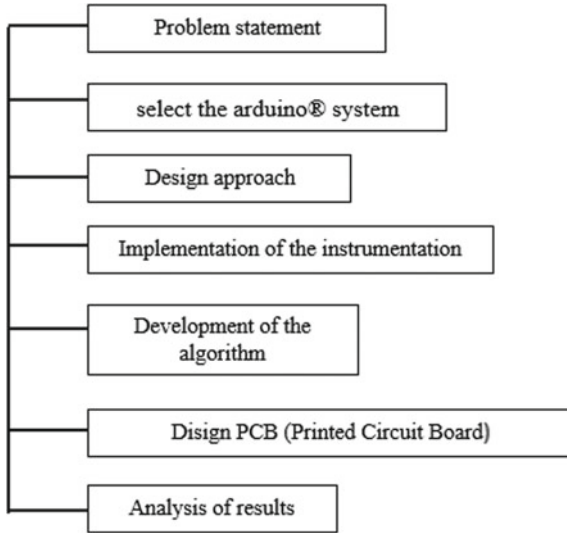 Problem statement
select the arduino® system
Design approach
Implementation of the instrumentation
Development of the
algorithm
Disign PCB (Printed Circuit Board)
Analysis of results